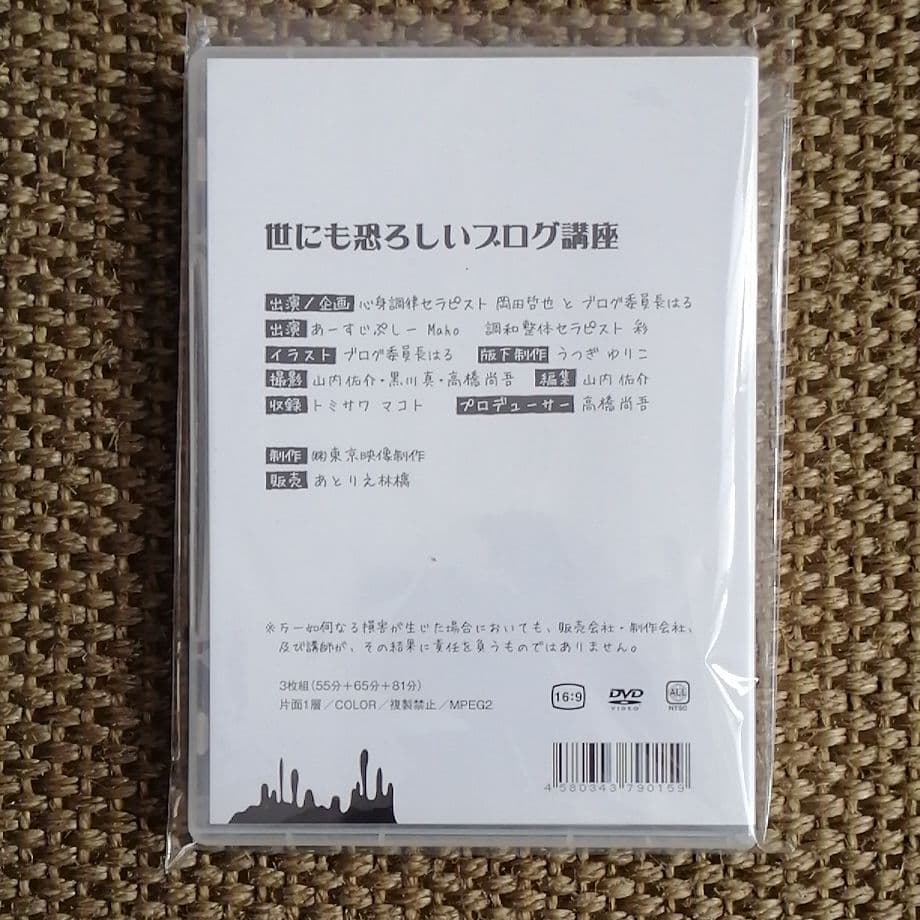 世にも恐ろしいブログ講座
出演/企画 心身調律セラピスト 岡田哲也 と ブログ委員長はる
出演 あーすじぷしー Maho 調和整体セラピスト 彩
イラスト ブログ委員長はる 版下制作 うつぎ ゆりこ
撮影 山内佑介・黒川真・高橋尚吾 編集 山内佑介
収録 トミサワ マコト プロデューサー 高橋尚吾
制作 ㈱東京映像制作
販売 あとりえ林檎
※万一如何なる損害が生じた場合においても、販売会社・制作会社、
及び講師が、その結果に責任を負うものではありません。
3枚組(55分+65分+81分)
片面1層/COLOR/複製禁止/MPEG2
16:9 DVD VIDEO ALL NTSC
4 580343 790159